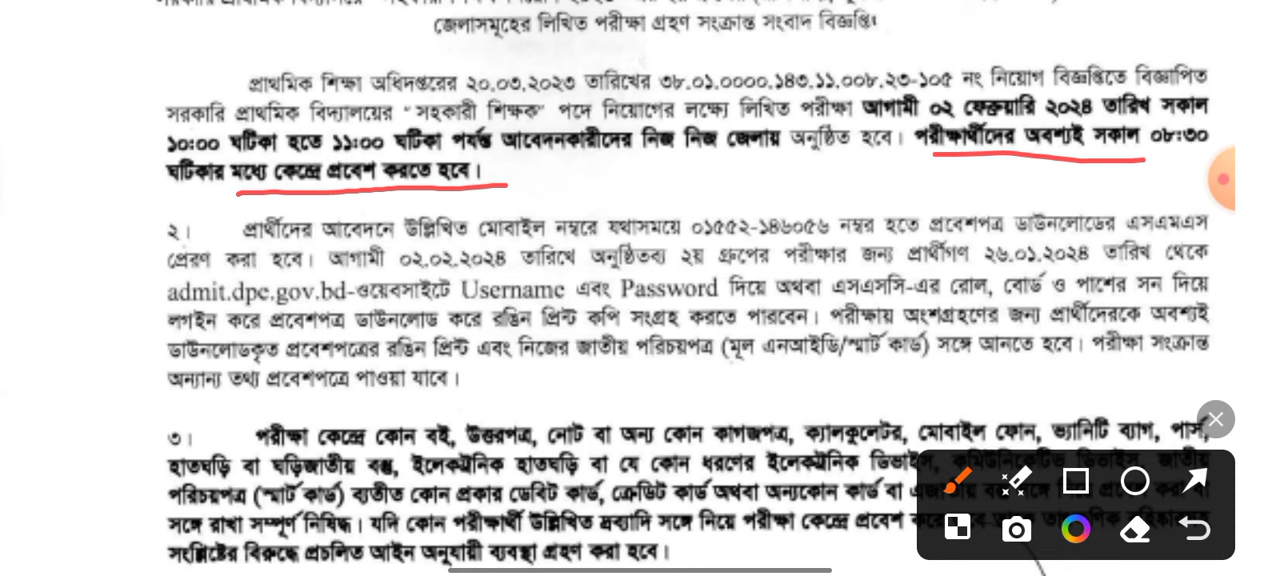 জেলাসমূহের লিখিত পরীক্ষা গ্রহণ সংক্রান্ত সংবাদ বিজ্ঞপ্তিঃ
প্রাথমিক শিক্ষা অধিদপ্তরের ২০.০৩.২০২৩ তারিখের ৩৮.০১.০০০০.১৪৩.১১.০০৮.২৩-১০৫ নং নিয়োগ বিজ্ঞপ্তিতে বিজ্ঞাপিত
সরকারি প্রাথমিক বিদ্যালয়ের "সহকারী শিক্ষক" পদে নিয়োগের লক্ষ্যে লিখিত পরীক্ষা আগামী ০২ ফেব্রুয়ারি ২০২৪ তারিখ সকাল
১০:০০ ঘটিকা হতে ১১:০০ ঘটিকা পর্যন্ত আবেদনকারীদের নিজ নিজ জেলায় অনুষ্ঠিত হবে। পরীক্ষার্থীদের অবশ্যই সকাল ০৮:৩০
ঘটিকার মধ্যে কেন্দ্রে প্রবেশ করতে হবে।
২। প্রার্থীদের আবেদনে উল্লিখিত মোবাইল নম্বরে যথাসময়ে ০১৫৫২-১৪৬০৫৬ নম্বর হতে প্রবেশপত্র ডাউনলোডের এসএমএস
প্রেরণ করা হবে। আগামী ০২.০২.২০২৪ তারিখে অনুষ্ঠিতব্য ২য় গ্রুপের পরীক্ষার জন্য প্রার্থীগণ ২৬.০১.২০২৪ তারিখ থেকে
admit.dpe.gov.bd-ওয়েবসাইটে Username এবং Password দিয়ে অথবা এসএসসি-এর রোল, বোর্ড ও পাশের সন দিয়ে
লগইন করে প্রবেশপত্র ডাউনলোড করে রঙিন প্রিন্ট কপি সংগ্রহ করতে পারবেন। পরীক্ষায় অংশগ্রহণের জন্য প্রার্থীদেরকে অবশ্যই
ডাউনলোডকৃত প্রবেশপত্রের রঙিন প্রিন্ট এবং নিজের জাতীয় পরিচয়পত্র (মূল এনআইডি/স্মার্ট কার্ড) সঙ্গে আনতে হবে। পরীক্ষা সংক্রান্ত
অন্যান্য তথ্য প্রবেশপত্রে পাওয়া যাবে।
৩। পরীক্ষা কেন্দ্রে কোন বই, উত্তরপত্র, নোট বা অন্য কোন কাগজপত্র, ক্যালকুলেটর, মোবাইল ফোন, ভ্যানিটি ব্যাগ, পার্স,
হাতঘড়ি বা ঘড়িজাতীয় বস্তু, ইলেকট্রনিক হাতঘড়ি বা যে কোন ধরণের ইলেকট্রনিক ডিভাইস, কমিউনিকেটিভ ডিভাইস, জাতীয়
পরিচয়পত্র (স্মার্ট কার্ড) ব্যতীত কোন প্রকার ডেবিট কার্ড, ক্রেডিট কার্ড অথবা অন্যকোন কার্ড বা
সঙ্গে রাখা সম্পূর্ণ নিষিদ্ধ। যদি কোন পরীক্ষার্থী উল্লিখিত দ্রব্যাদি সঙ্গে নিয়ে পরীক্ষা কেন্দ্রে প্রবেশ
সংশ্লিষ্টের বিরুদ্ধে প্রচলিত আইন অনুযায়ী ব্যবস্থা গ্রহণ করা হবে।